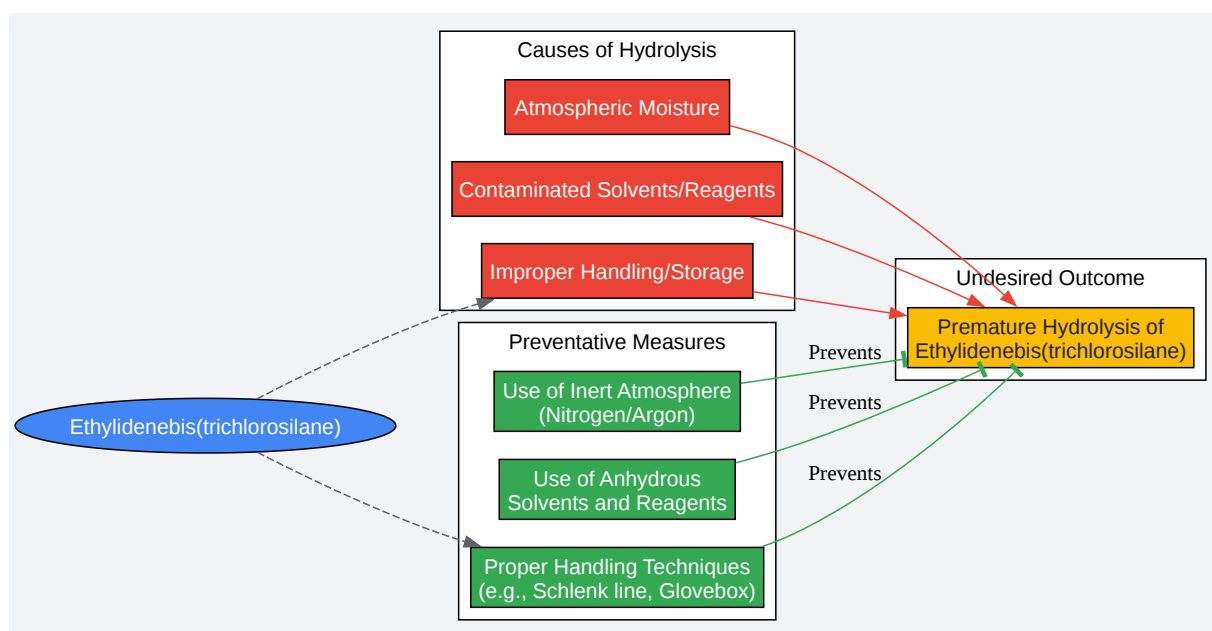 Causes of Hydrolysis
Atmospheric Moisture
Contaminated Solvents/Reagents
Improper Handling/Storage
Undesired Outcome
Premature Hydrolysis of
Ethylidenebis(trichlorosilane)
Preventative Measures
Prevents
Use of Inert Atmosphere
(Nitrogen/Argon)
Prevents
Ethylidenebis(trichlorosilane)
Use of Anhydrous
Solvents and Reagents
Prevents
Proper Handling Techniques
(e.g., Schlenk line, Glovebox)